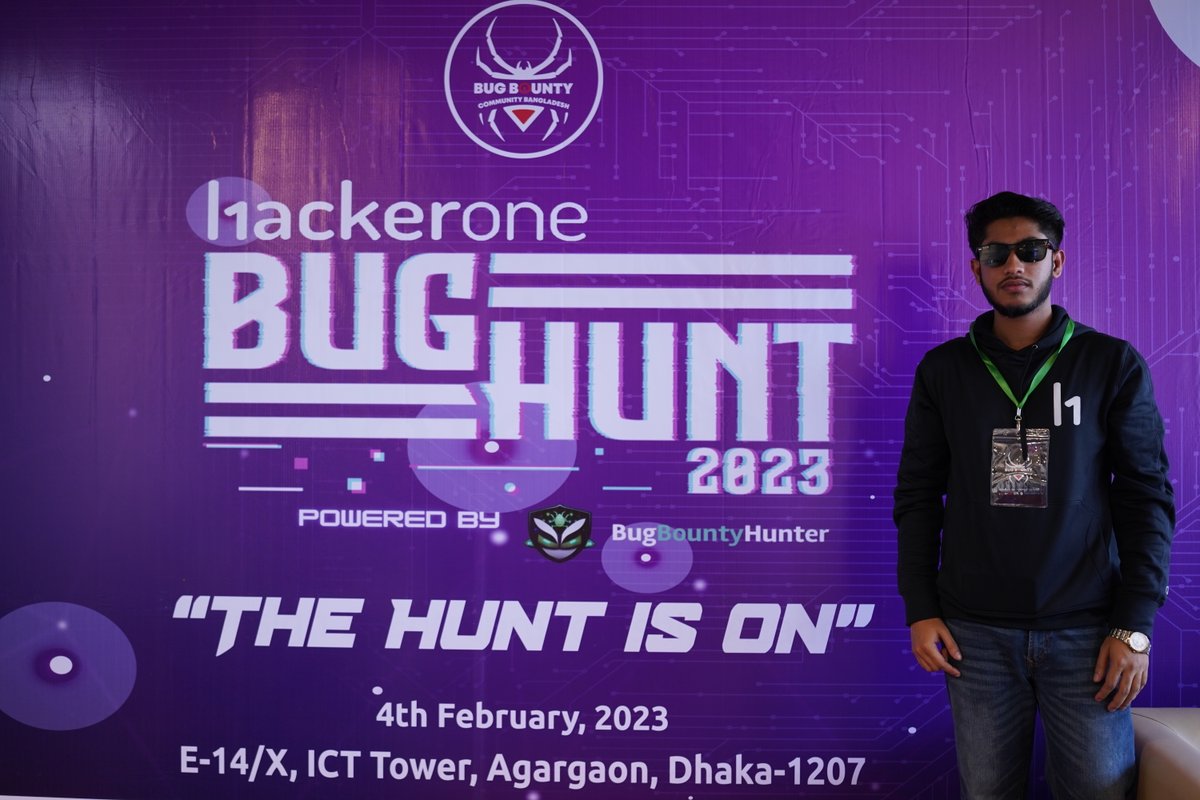 BUG BOUNTY
COMMUNITY BANGLADESH
hackerone
BUG
HUNT
2023
POWERED BY
BugBountyHunter
"THE HUNT IS ON"
4th February, 2023
E-14/X, ICT Tower, Agargaon, Dhaka-1207
h1